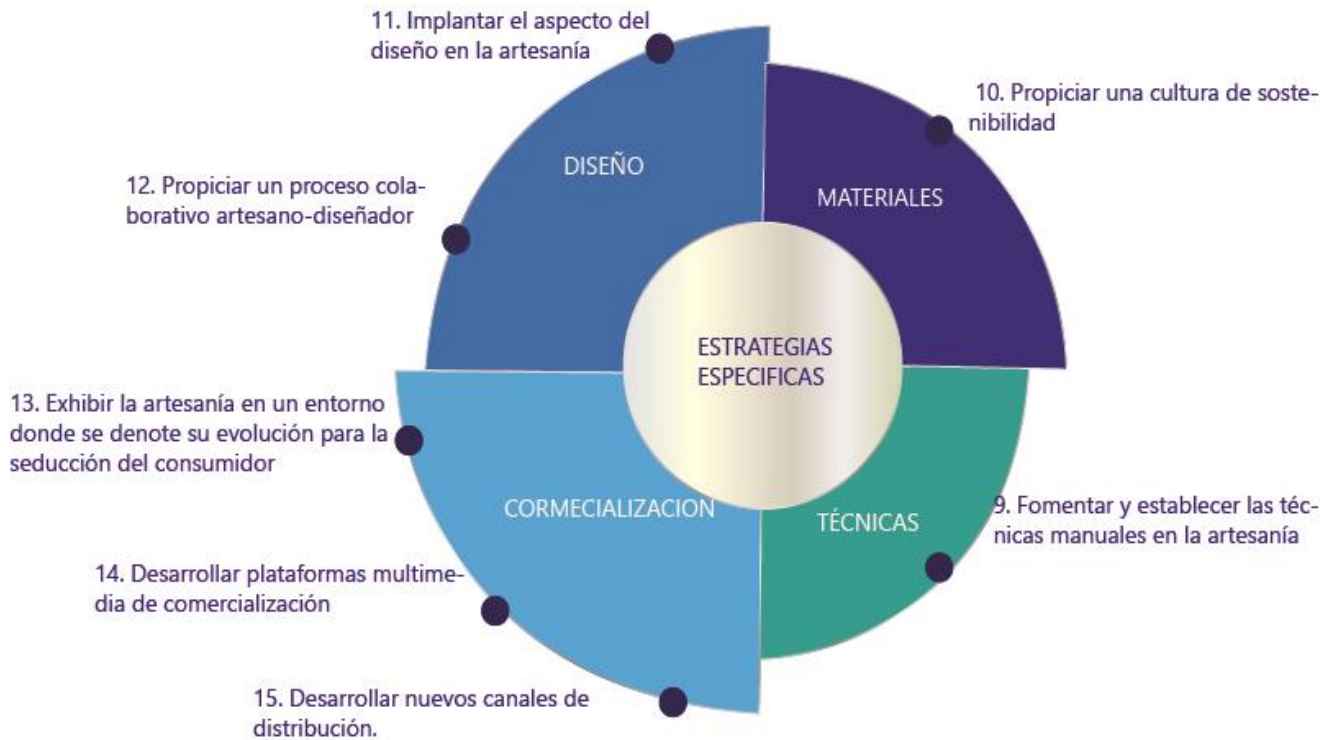 11. Implantar el aspecto del
diseño en la artesanía
10. Propiciar una cultura de soste-
nibilidad
DISEÑO
12. Propiciar un proceso cola-
borativo artesano-diseñador
MATERIALES
ESTRATEGIAS
ESPECIFICAS
13. Exhibir la artesanía en un entorno
donde se denote su evolución para la
seducción del consumidor
CORMECIALIZACION
TÉCNICAS
9. Fomentar y establecer las téc-
nicas manuales en la artesanía
14. Desarrollar plataformas multime-
dia de comercialización
15. Desarrollar nuevos canales de
distribución.